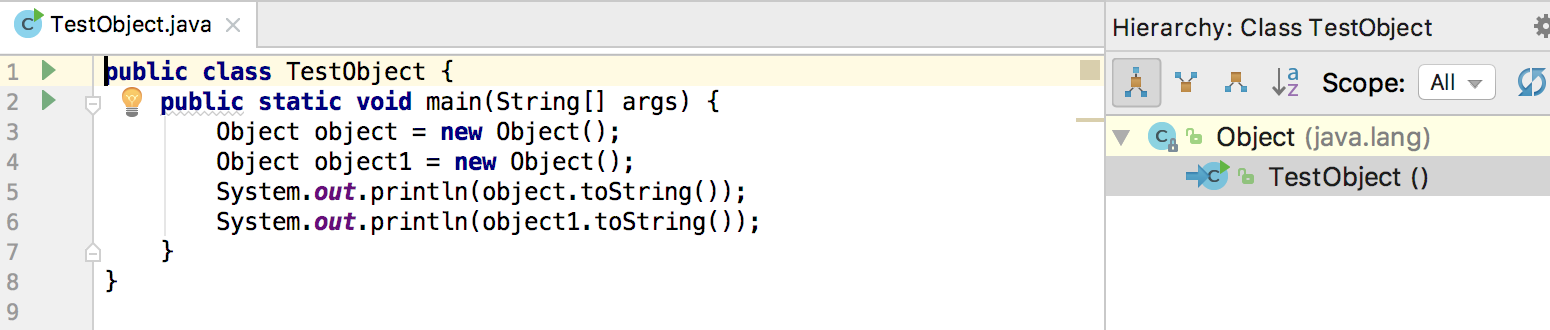 TestObject.java
1 public class TestObject {
2 public static void main(String[] args) {
3 Object object = new Object();
4 Object object1 = new Object();
5 System.out.println(object.toString());
6 System.out.println(object1.toString());
7 }
8 }
9
Hierarchy: Class TestObject
Scope: All
Object (java.lang)
TestObject ()